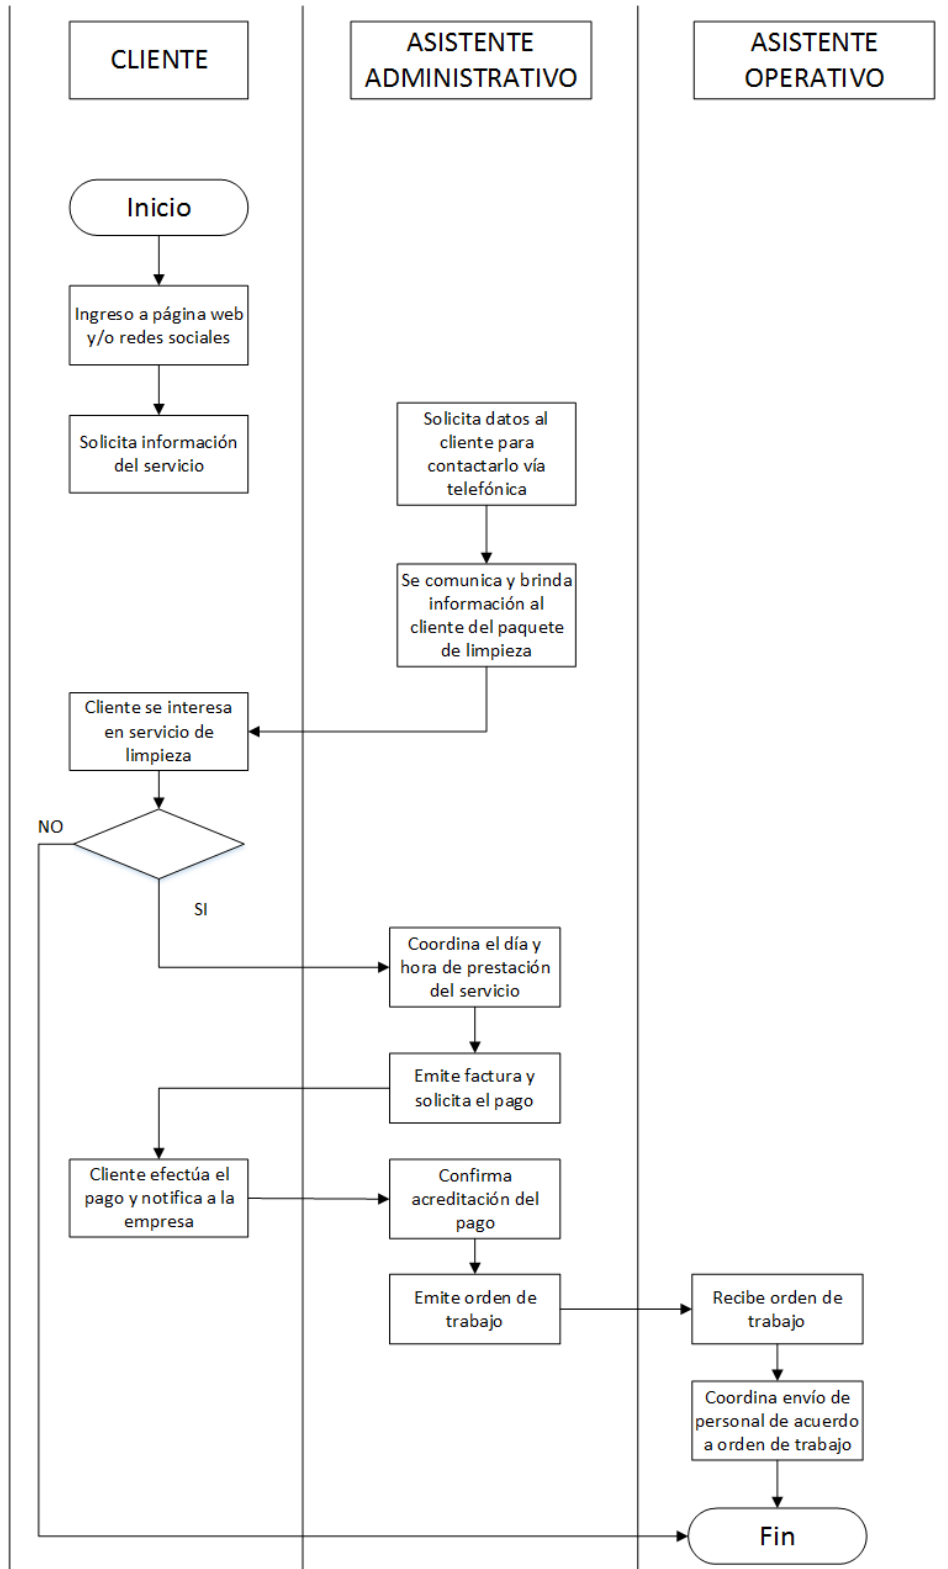 CLIENTE
ASISTENTE
ADMINISTRATIVO
ASISTENTE
OPERATIVO
Inicio
Ingreso a página web
y/o redes sociales
Solicita información
del servicio
Solicita datos al
cliente para
contactarlo vía
telefónica
Se comunica y brinda
información al
cliente del paquete
de limpieza
Cliente se interesa
en servicio de
limpieza
NO
SI
Coordina el día y
hora de prestación
del servicio
Emite factura y
solicita el pago
Cliente efectúa el
pago y notifica a la
empresa
Confirma
acreditación del
pago
Emite orden de
trabajo
Recibe orden de
trabajo
Coordina envío de
personal de acuerdo
a orden de trabajo
Fin